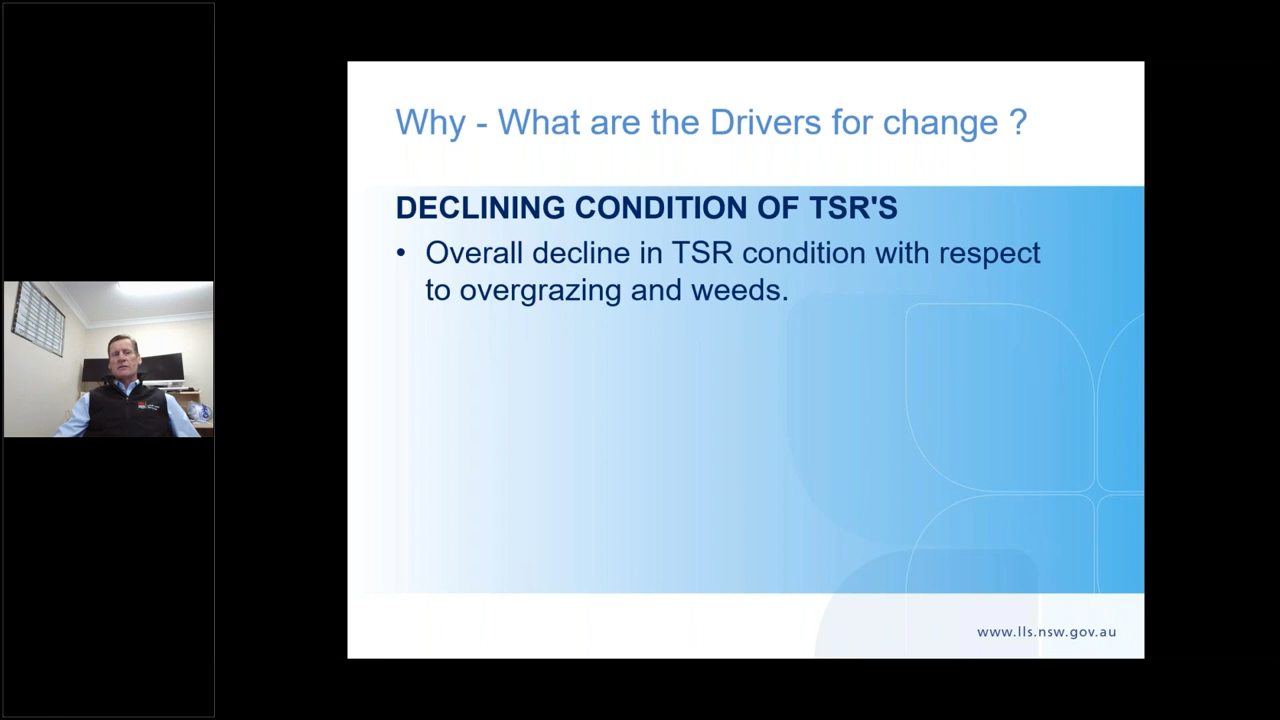 Why - What are the Drivers for change ?
DECLINING CONDITION OF TSR'S
• Overall decline in TSR condition with respect
to overgrazing and weeds.
www.lls.nsw.gov.au